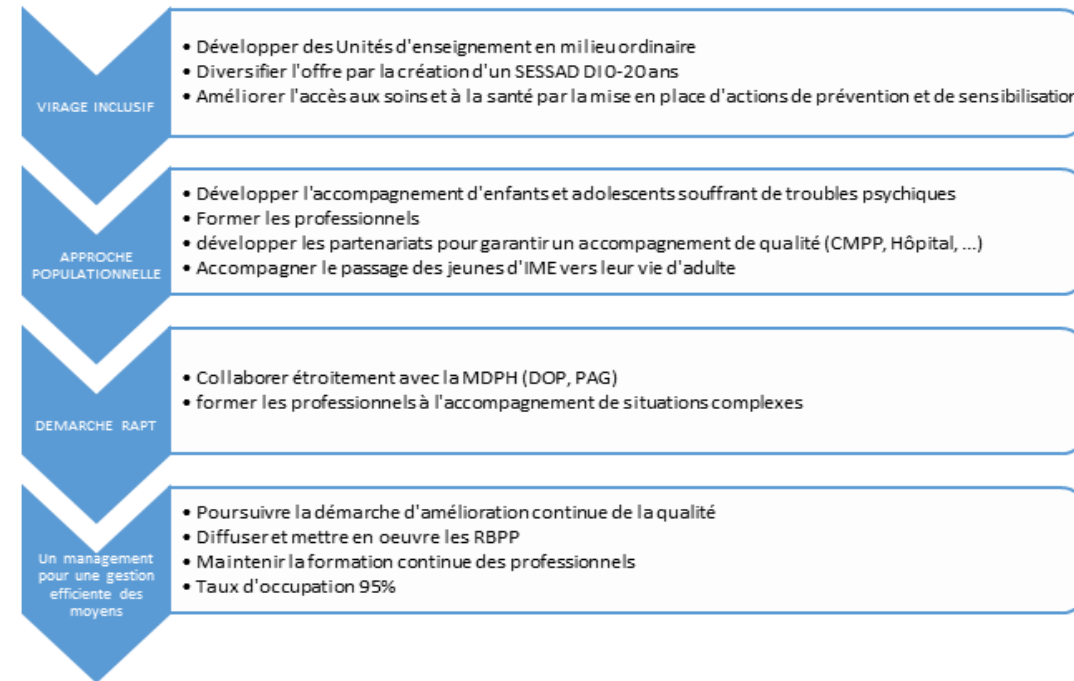 VIRAGE INCLUSIF
• Développer des Unités d'enseignement en milieu ordinaire
• Diversifier l'offre par la création d'un SESSAD DI 0-20 ans
• Améliorer l'accès aux soins et à la santé par la mise en place d'actions de prévention et de sensibilisation
APPROCHE
POPULATIONNELLE
• Développer l'accompagnement d'enfants et adolescents souffrant de troubles psychiques
• Former les professionnels
• développer les partenariats pour garantir un accompagnement de qualité (CMPP, Hôpital, ...)
• Accompagner le passage des jeunes d'IME vers leur vie d'adulte
DEMARCHE RAPT
• Collaborer étroitement avec la MDPH (DOP, PAG)
• former les professionnels à l'accompagnement de situations complexes
Un management
pour une gestion
efficiente des
moyens
• Poursuivre la démarche d'amélioration continue de la qualité
• Diffuser et mettre en oeuvre les RBPP
• Maintenir la formation continue des professionnels
• Taux d'occupation 95%